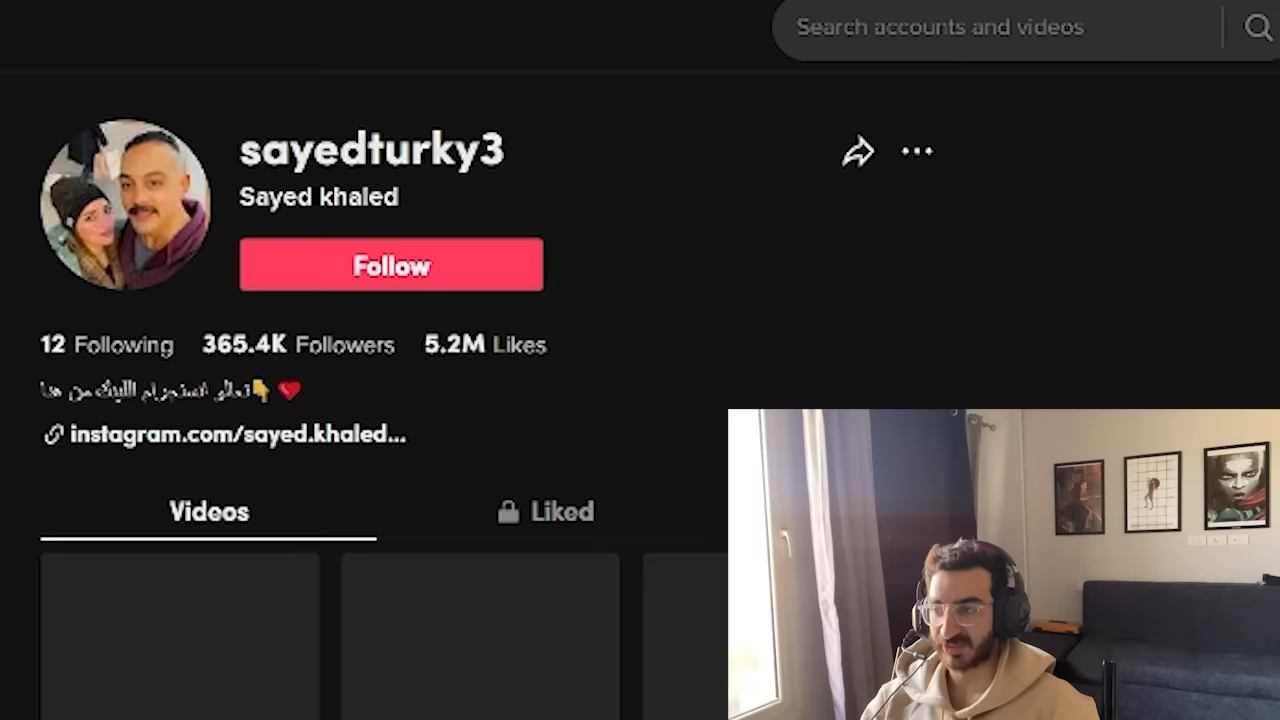 Search accounts and videos
sayedturky3
Sayed khaled
Follow
12 Following 365.4K Followers 5.2M Likes
تعالو انستجرام اللينك من هنا👇❤️
instagram.com/sayed.khaled...
Videos
Liked